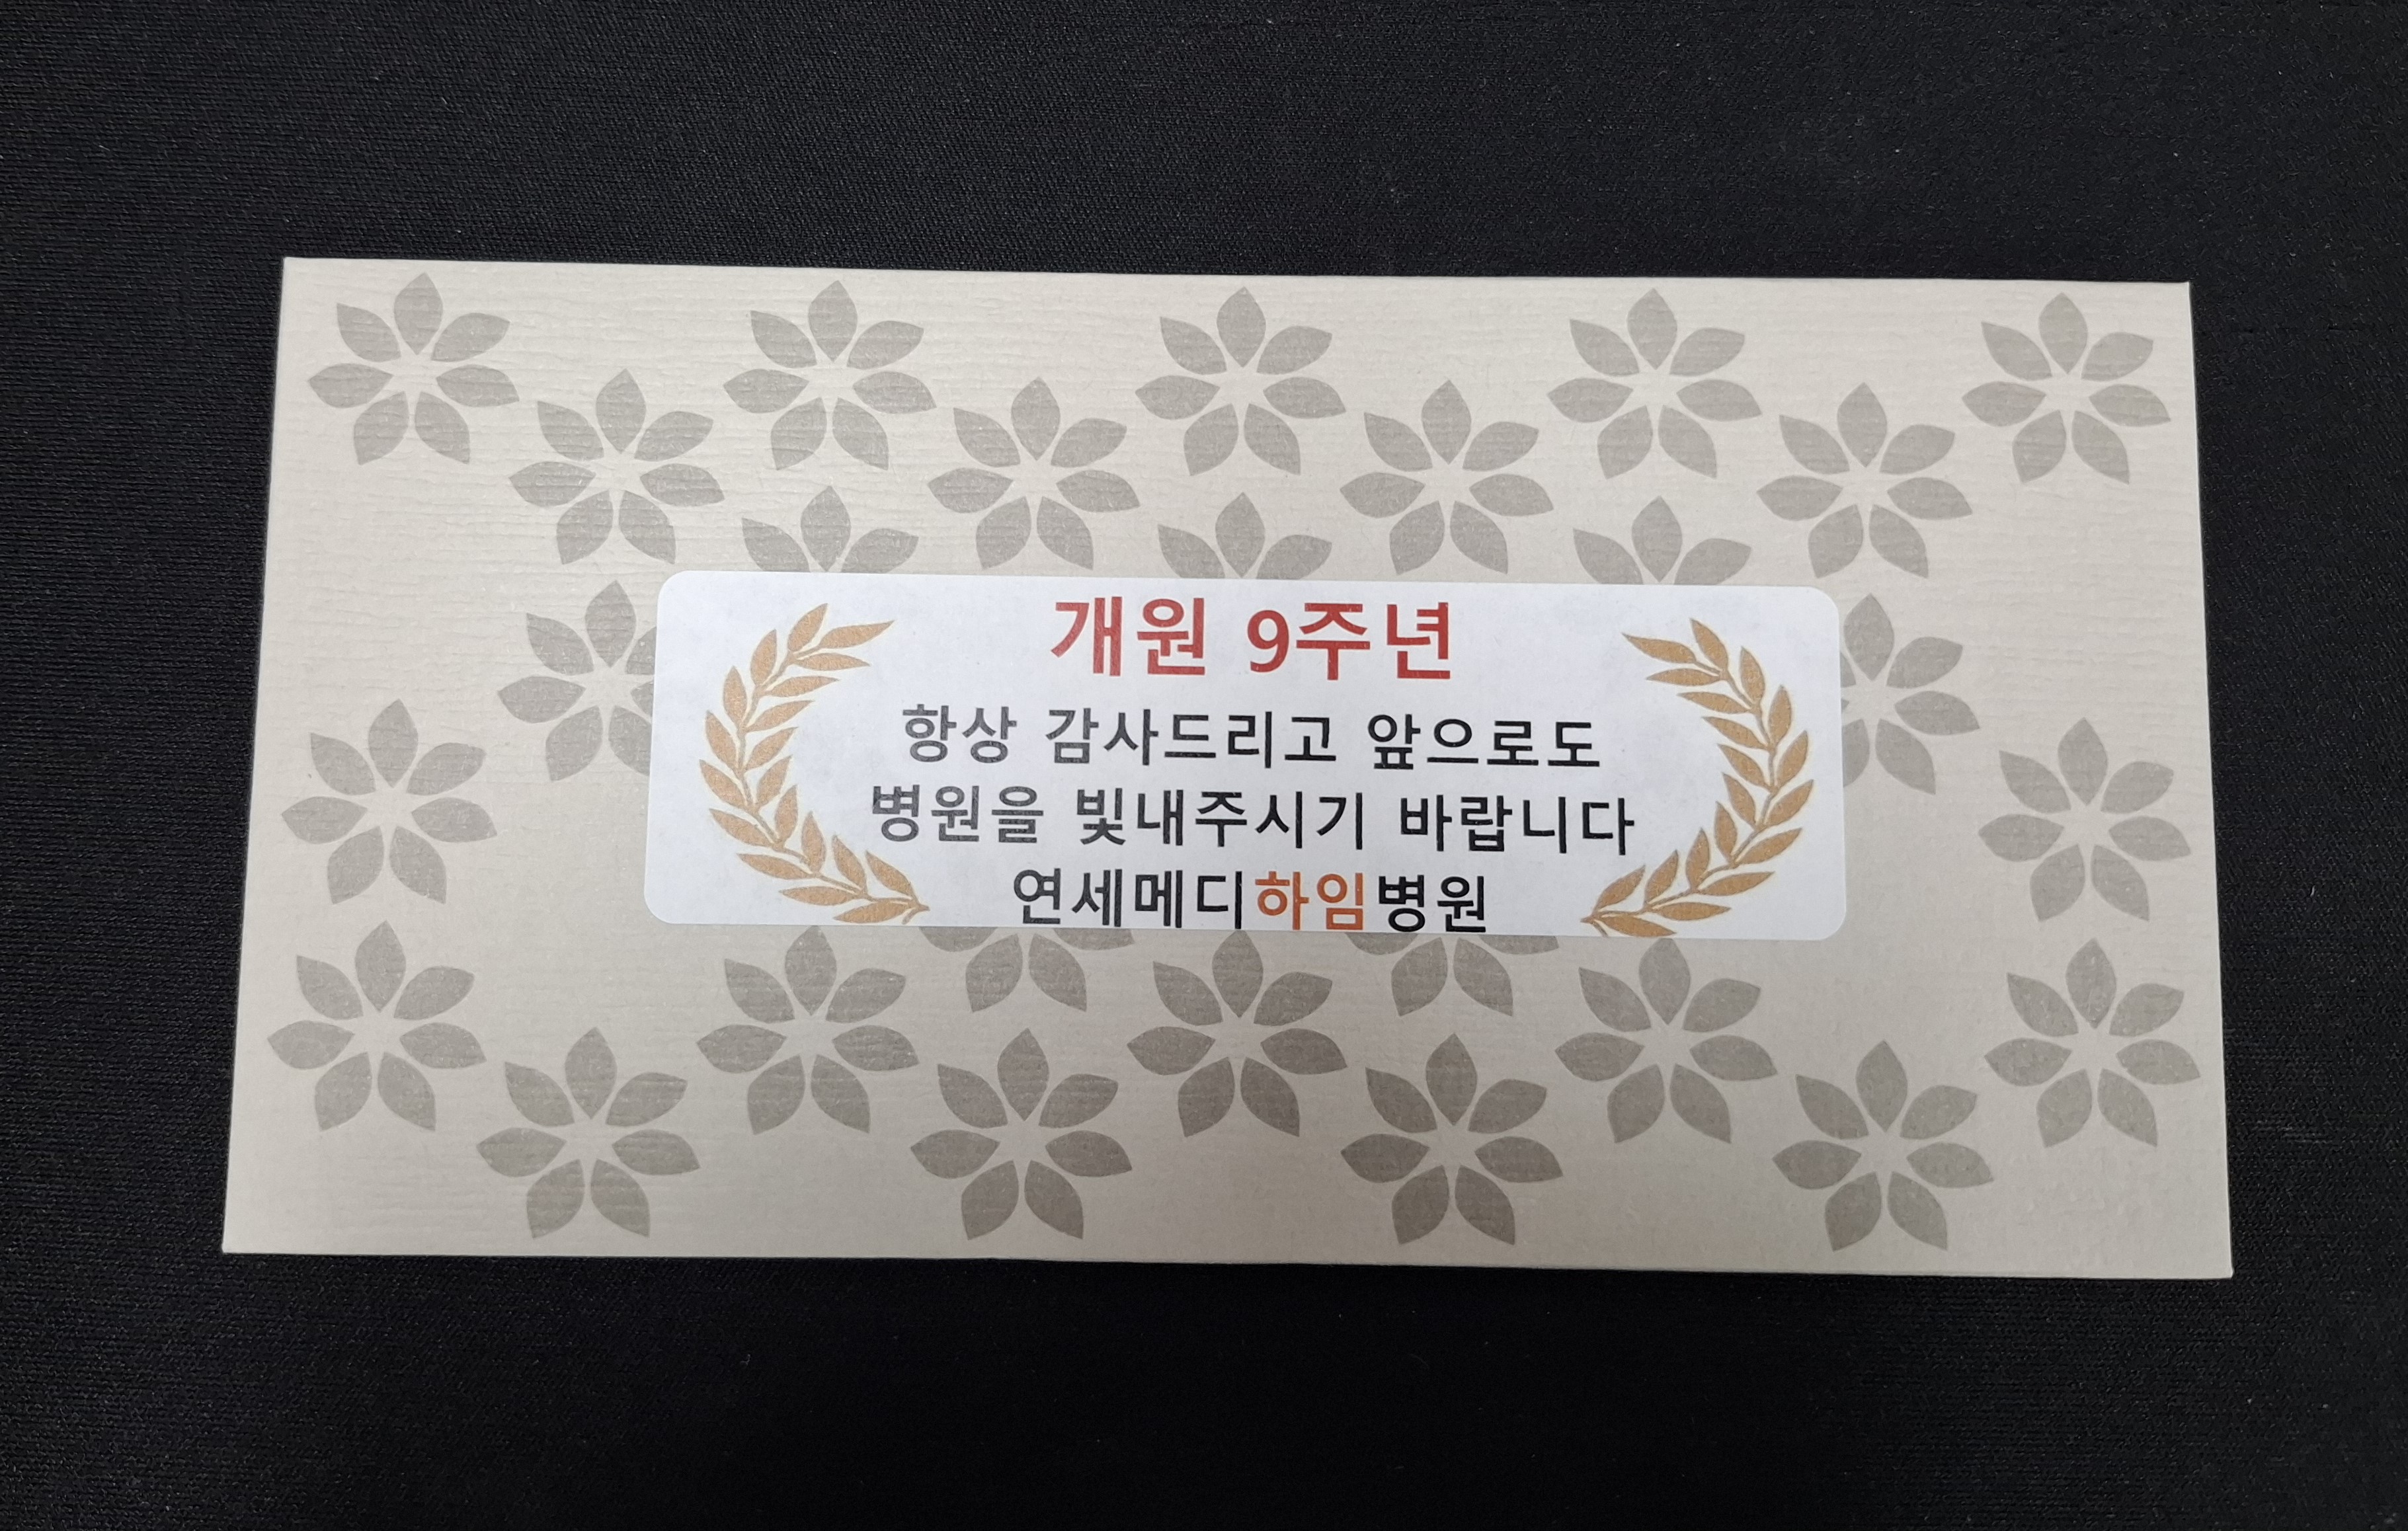 개원 9주년
항상 감사드리고 앞으로도
병원을 빛내주시기 바랍니다
연세메디하임병원